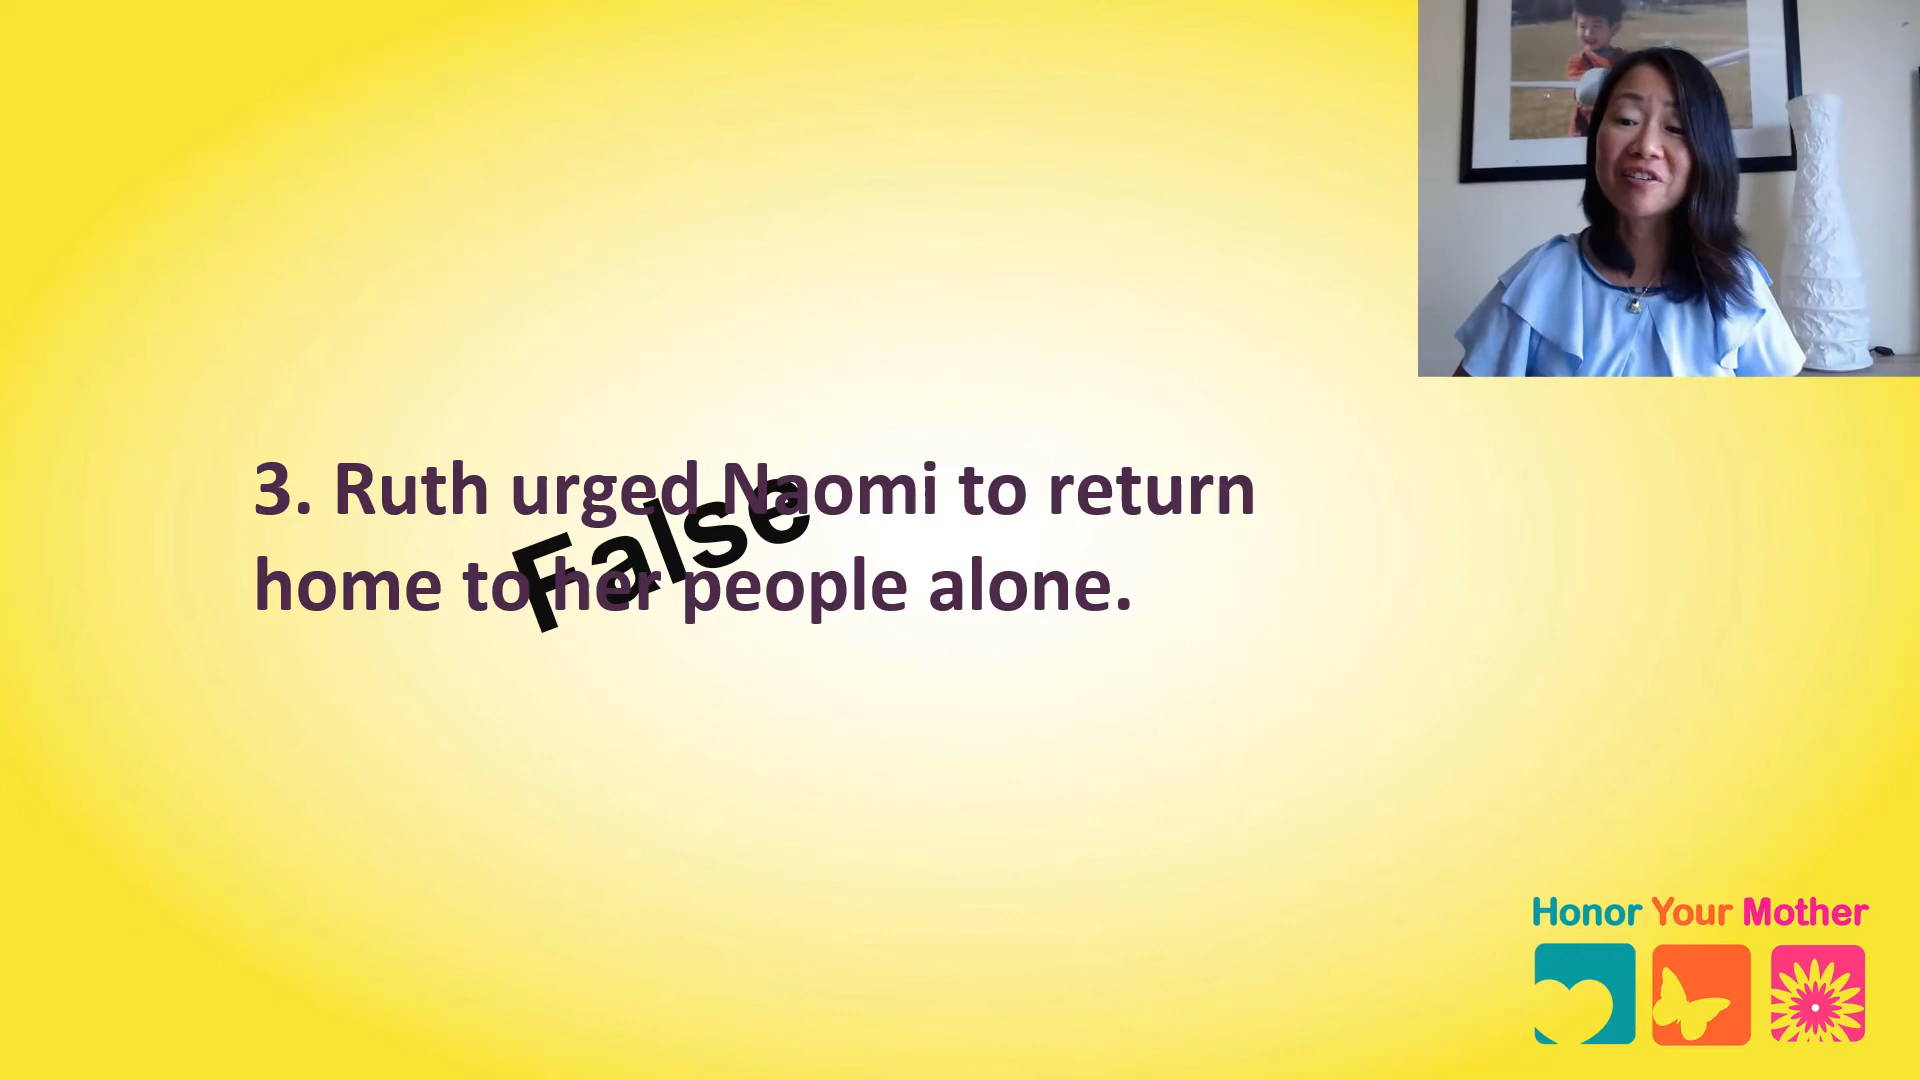 3. Ruth urged Naomi to return
home to her people alone.
False
Honor Your Mother